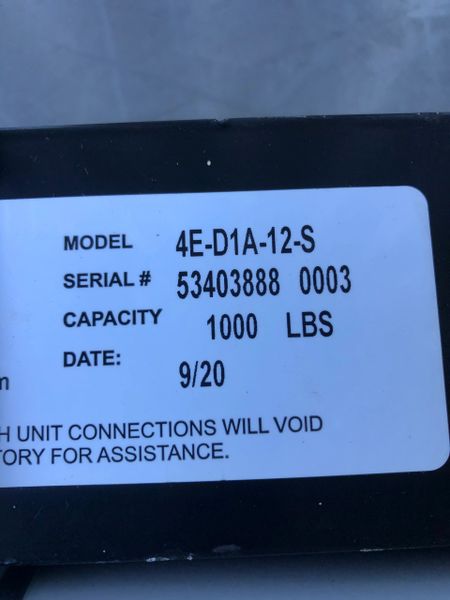 MODEL 4E-D1A-12-S
SERIAL # 53403888 0003
CAPACITY 1000 LBS
DATE: 9/20
UNIT CONNECTIONS WILL VOID
FOR ASSISTANCE.